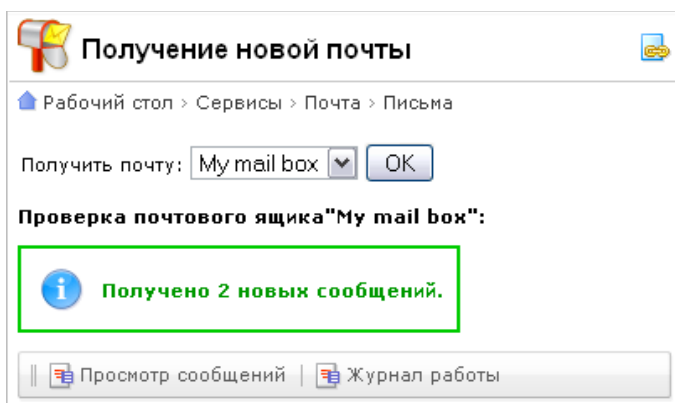 Получение новой почты
Рабочий стол > Сервисы > Почта > Письма
Получить почту: My mail box OK
Проверка почтового ящика"My mail box":
Получено 2 новых сообщений.
Просмотр сообщений | Журнал работы